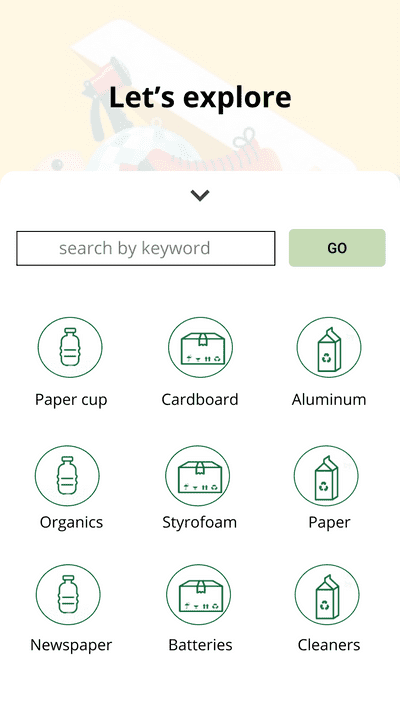 Let's explore
search by keyword
GO
Paper cup
Cardboard
Aluminum
Organics
Styrofoam
Paper
Newspaper
Batteries
Cleaners